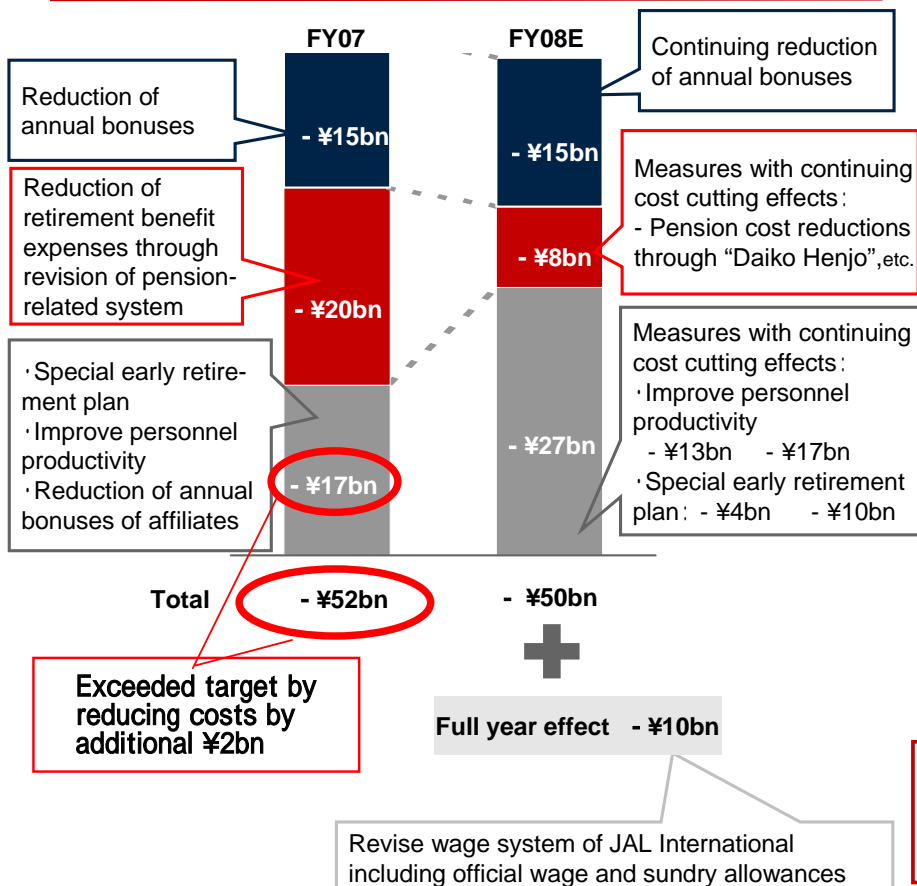 FY07
FY08E
Continuing reduction
of annual bonuses
Reduction of
annual bonuses
- ¥15bn
- ¥15bn
Reduction of
retirement benefit
expenses through
revision of pension-
related system
- ¥20bn
- ¥8bn
Measures with continuing
cost cutting effects:
- Pension cost reductions
through “Daiko Henjo”,etc.
·Special early retire-
ment plan
·Improve personnel
productivity
·Reduction of annual
bonuses of affiliates
- ¥17bn
- ¥27bn
Measures with continuing
cost cutting effects:
·Improve personnel
productivity
- ¥13bn - ¥17bn
·Special early retirement
plan: - ¥4bn - ¥10bn
Total - ¥52bn - ¥50bn
Exceeded target by
reducing costs by
additional ¥2bn
Full year effect - ¥10bn
Revise wage system of JAL International
including official wage and sundry allowances